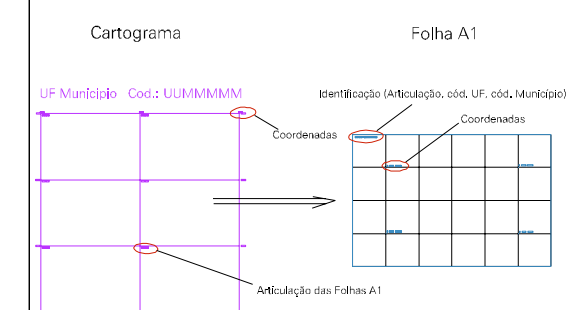 Cartograma
Folha A1
UF Município Cod.: UUMMMMM
Identificação (Articulação, cód. UF, cód. Município)
Coordenadas
Coordenadas
Articulação das Folhas A1